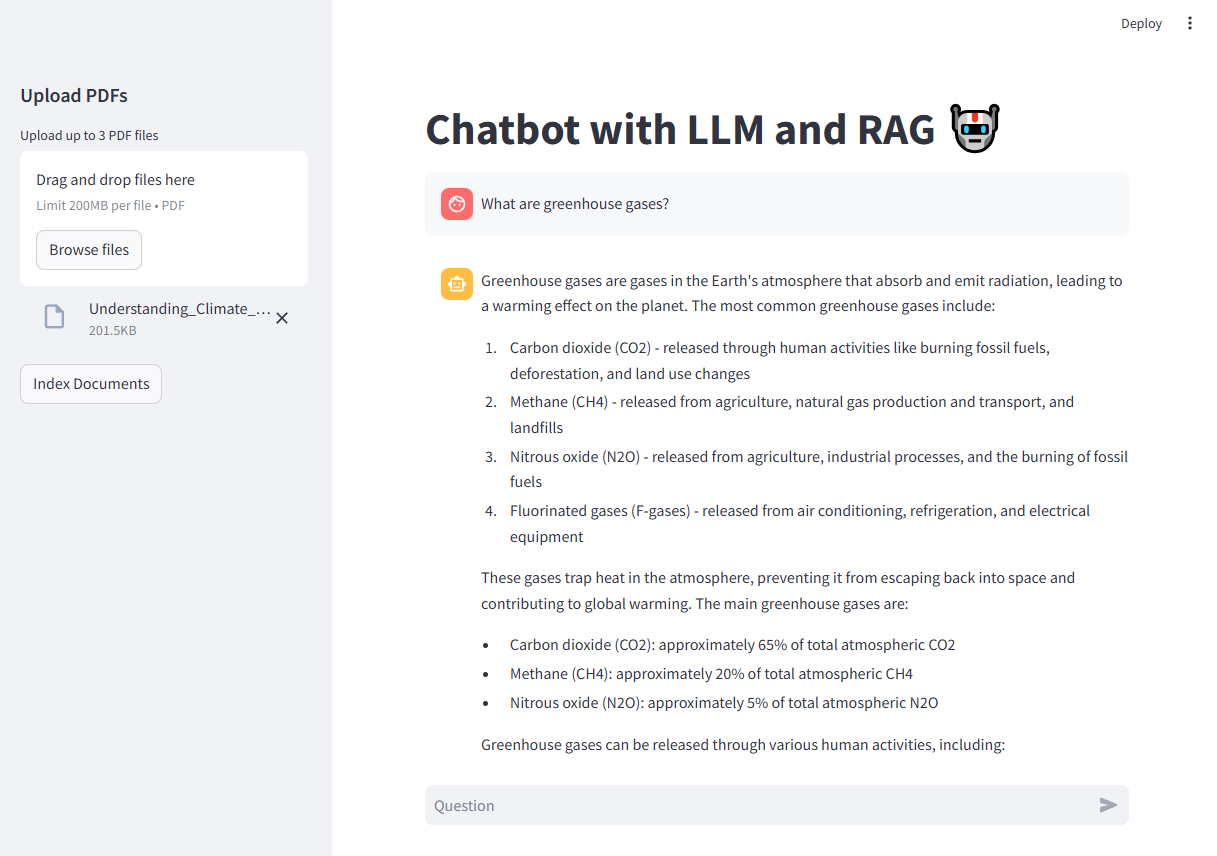 Deploy
Upload PDFs
Upload up to 3 PDF files
Drag and drop files here
Limit 200MB per file • PDF
Browse files
Understanding_Climate_...
201.5KB
Index Documents
Chatbot with LLM and RAG
What are greenhouse gases?
Greenhouse gases are gases in the Earth's atmosphere that absorb and emit radiation, leading to
a warming effect on the planet. The most common greenhouse gases include:
1. Carbon dioxide (CO2) - released through human activities like burning fossil fuels,
deforestation, and land use changes
2. Methane (CH4) - released from agriculture, natural gas production and transport, and
landfills
3. Nitrous oxide (N2O) - released from agriculture, industrial processes, and the burning of fossil
fuels
4. Fluorinated gases (F-gases) - released from air conditioning, refrigeration, and electrical
equipment
These gases trap heat in the atmosphere, preventing it from escaping back into space and
contributing to global warming. The main greenhouse gases are:
• Carbon dioxide (CO2): approximately 65% of total atmospheric CO2
• Methane (CH4): approximately 20% of total atmospheric CH4
• Nitrous oxide (N2O): approximately 5% of total atmospheric N2O
Greenhouse gases can be released through various human activities, including:
Question